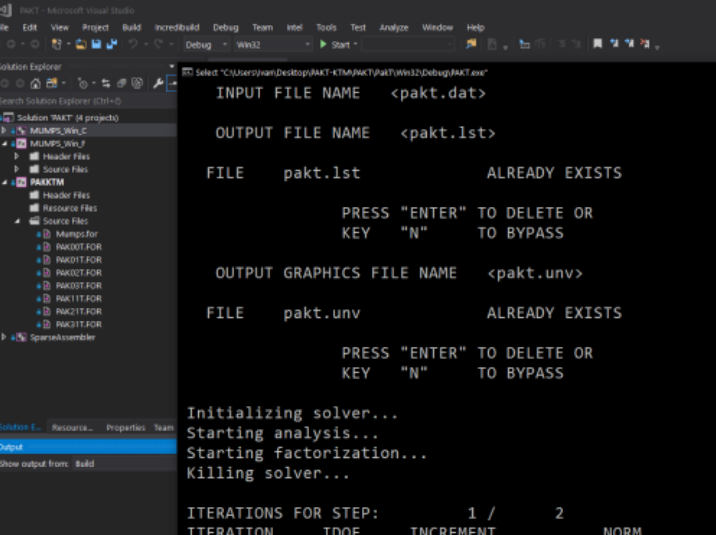 PAKT - Microsoft Visual Studio
Edit View Project Build Incredibuild Debug Team Intel Tools Test Analyze Window Help
Debug Win32 Start
Solution Explorer
Search Solution Explorer (Ctrl+č)
Solution 'PAKT' (4 projects)
MUMPS_Win_C
MUMPS_Win_F
Header Files
Source Files
PAKKTM
Header Files
Resource Files
Source Files
Mumps.for
PAK00T.FOR
PAK01T.FOR
PAK02T.FOR
PAK03T.FOR
PAK11T.FOR
PAK21T.FOR
PAK31T.FOR
SparseAssembler
Solution E... Resource... Properties Team
Output
Show output from: Build
Select "C:\Users\ivan\Desktop\PAKT-KTM\PAKT\PakT\Win32\Debug\PAKT.exe"
INPUT FILE NAME <pakt.dat>
OUTPUT FILE NAME <pakt.lst>
FILE pakt.lst ALREADY EXISTS
PRESS "ENTER" TO DELETE OR
KEY "N" TO BYPASS
OUTPUT GRAPHICS FILE NAME <pakt.unv>
FILE pakt.unv ALREADY EXISTS
PRESS "ENTER" TO DELETE OR
KEY "N" TO BYPASS
Initializing solver...
Starting analysis...
Starting factorization...
Killing solver...
ITERATIONS FOR STEP: 1 / 2
ITERATION IDOF INCREMENT NORM